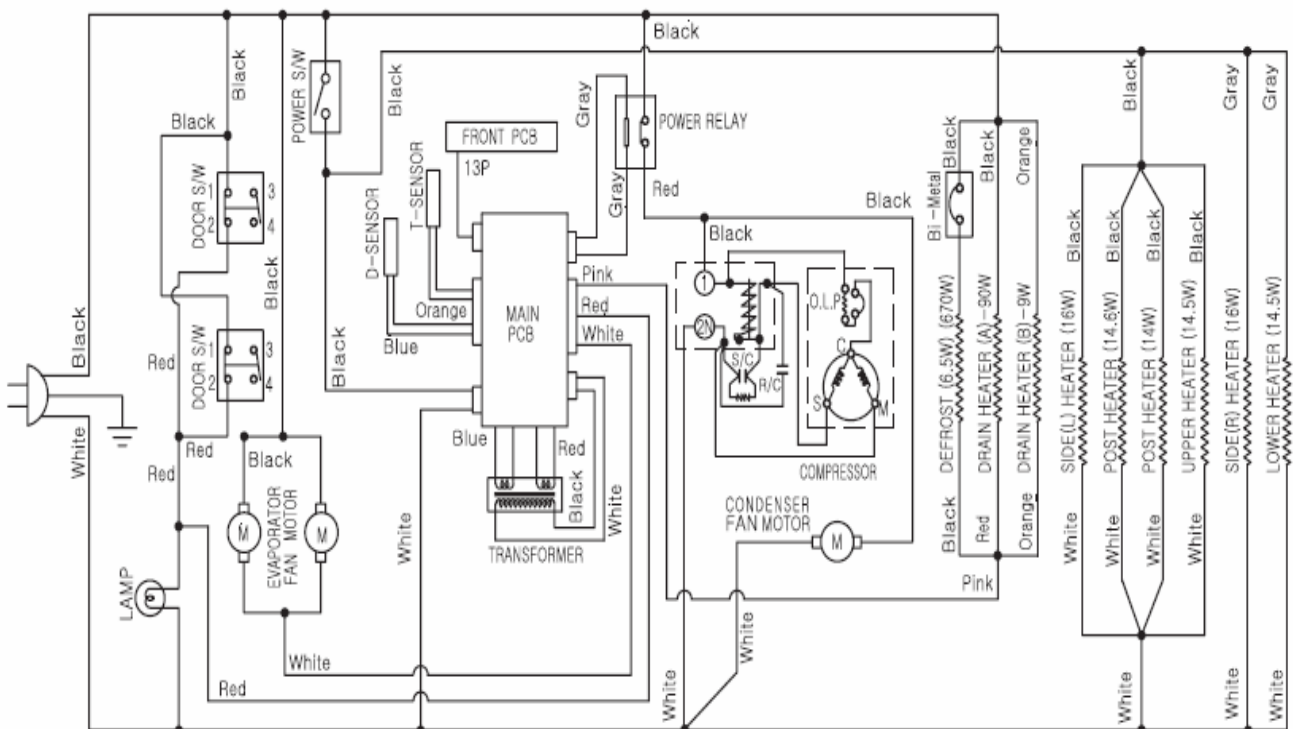 Black
Black
Black
Gray
Gray
Black
POWER S/W
Black
Gray
POWER RELAY
Black
Black
Orange
FRONT PCB
13P
T-SENSOR
D-SENSOR
DOOR S/W
1
3
2
4
Gray
Red
Black
Bi-Metal
Black
Black
MAIN
PCB
Pink
Red
White
Orange
Blue
1
2N
O.L.P
C
S
M
S/C
R/C
COMPRESSOR
Black
Black
Black
Black
DEFROST (6.5W) (670W)
DRAIN HEATER (A)-90W
DRAIN HEATER (B)-9W
SIDE(L) HEATER (16W)
POST HEATER (14.6W)
POST HEATER (14W)
UPPER HEATER (14.5W)
SIDE(R) HEATER (16W)
LOWER HEATER (14.5W)
Black
Red
DOOR S/W
1
3
2
4
Black
White
Red
Red
Red
Black
M
M
EVAPORATOR
FAN MOTOR
LAMP
Blue
Red
Black
White
TRANSFORMER
White
CONDENSER
FAN MOTOR
M
Black
Red
Orange
Pink
White
White
White
White
White
Red
White
White
White
White
White